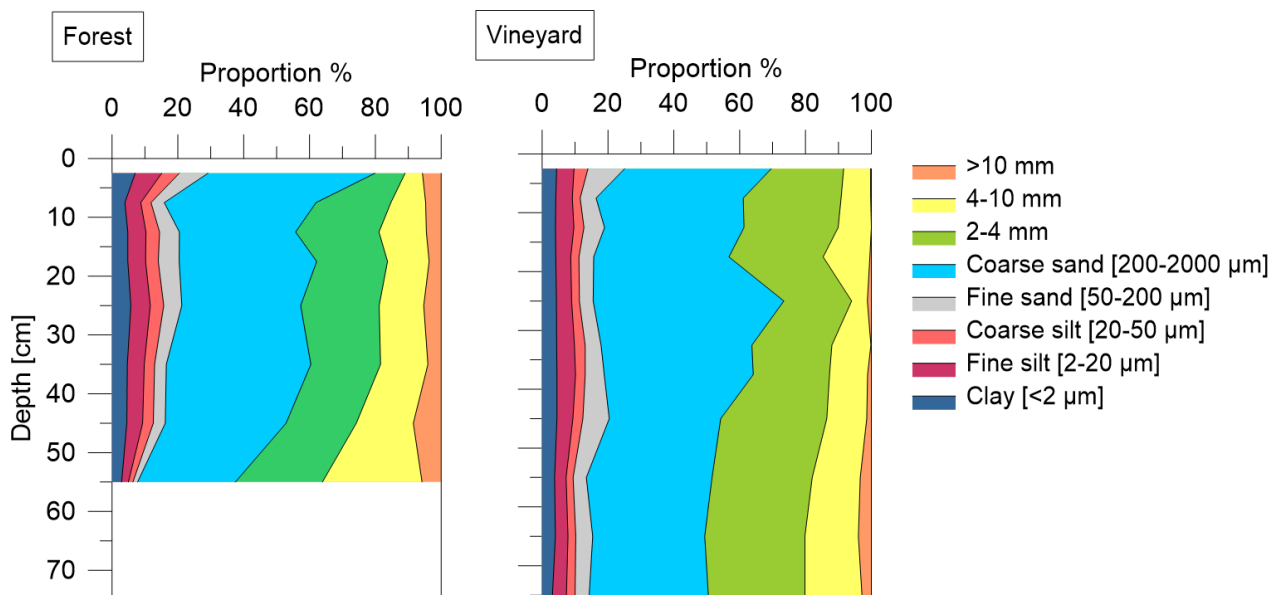 Forest
Vineyard
Proportion %
Proportion %
0 20 40 60 80 100
0 20 40 60 80 100
Depth [cm]
0
10
20
30
40
50
60
70
>10 mm
4-10 mm
2-4 mm
Coarse sand [200-2000 µm]
Fine sand [50-200 µm]
Coarse silt [20-50 µm]
Fine silt [2-20 µm]
Clay [<2 µm]